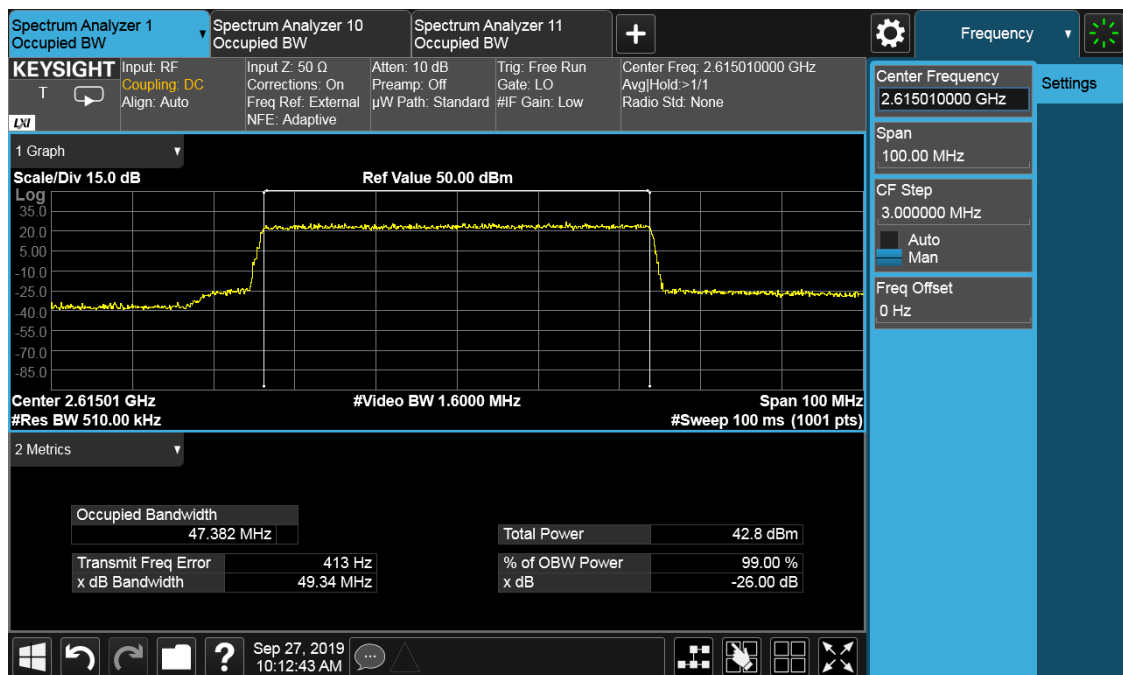 Spectrum Analyzer 1
Occupied BW
Spectrum Analyzer 10
Occupied BW
Spectrum Analyzer 11
Occupied BW
Frequency
KEYSIGHT
T
LXI
Input: RF
Coupling: DC
Align: Auto
Input Z: 50 Ω
Corrections: On
Freq Ref: External
NFE: Adaptive
Atten: 10 dB
Preamp: Off
µW Path: Standard
Trig: Free Run
Gate: LO
#IF Gain: Low
Center Freq: 2.615010000 GHz
Avg|Hold:>1/1
Radio Std: None
Center Frequency
2.615010000 GHz
Settings
Span
100.00 MHz
CF Step
3.000000 MHz
Auto
Man
Freq Offset
0 Hz
1 Graph
Scale/Div 15.0 dB
Ref Value 50.00 dBm
Log
35.0
20.0
5.00
-10.0
-25.0
-40.0
-55.0
-70.0
-85.0
Center 2.61501 GHz
#Video BW 1.6000 MHz
Span 100 MHz
#Res BW 510.00 kHz
#Sweep 100 ms (1001 pts)
2 Metrics
Occupied Bandwidth
47.382 MHz
Total Power 42.8 dBm
Transmit Freq Error 413 Hz
% of OBW Power 99.00 %
x dB Bandwidth 49.34 MHz
x dB -26.00 dB
Sep 27, 2019
10:12:43 AM